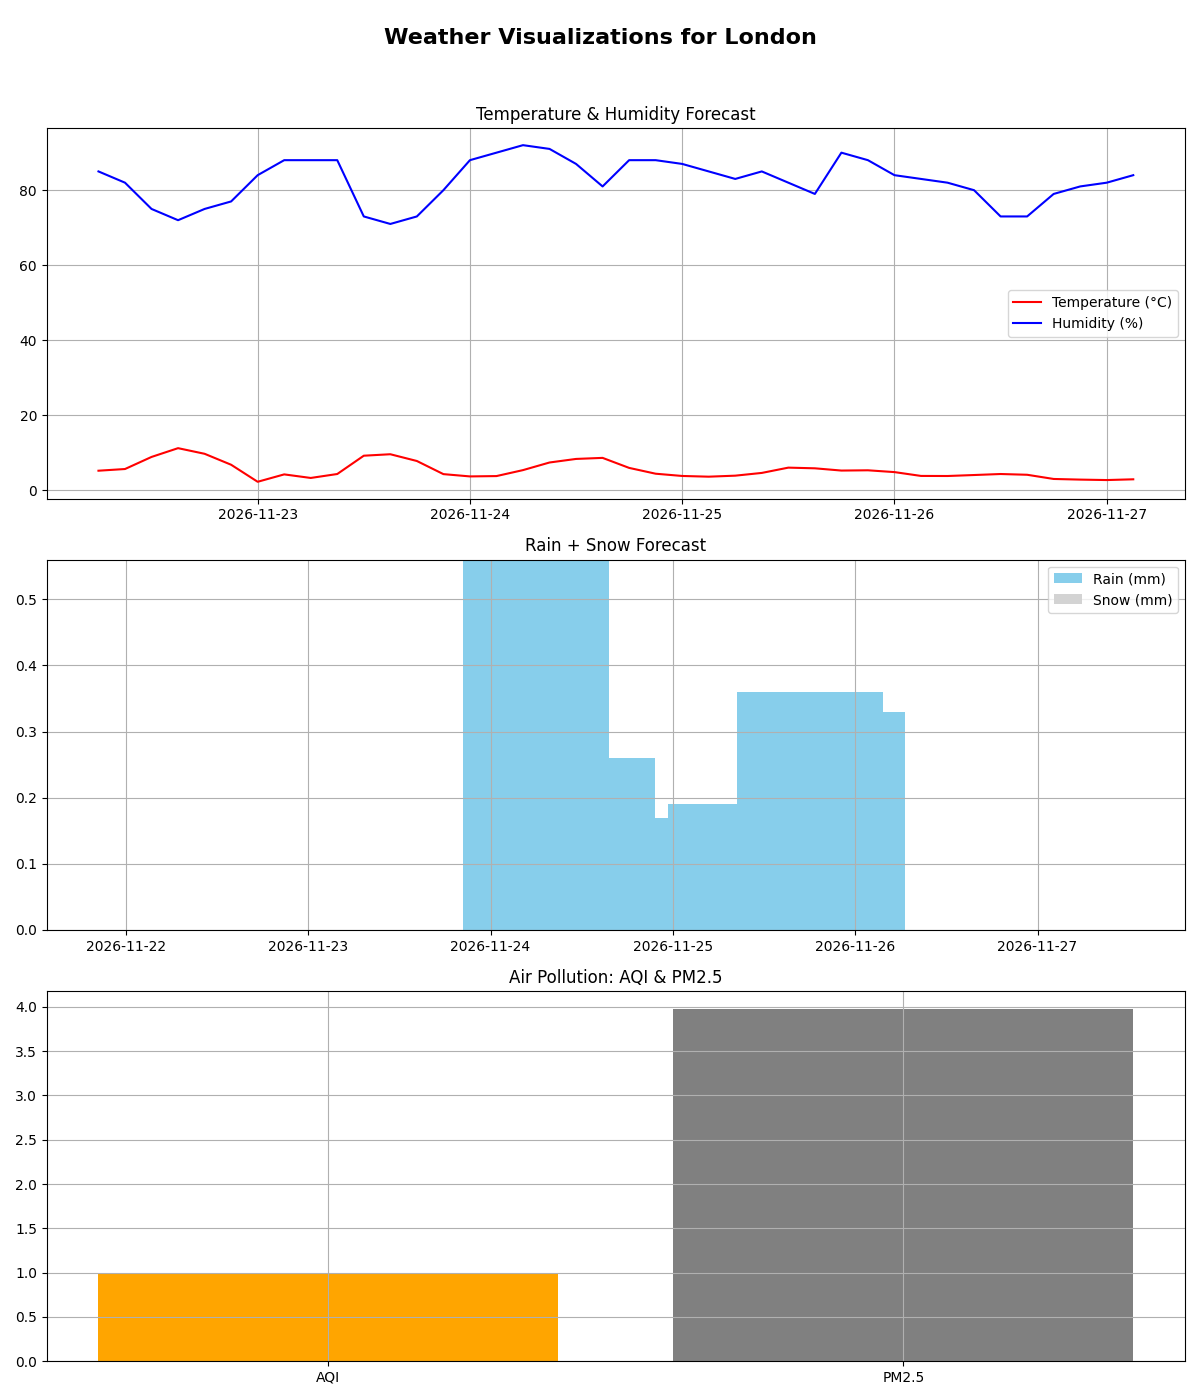 Weather Visualizations for London
Temperature & Humidity Forecast
80
60
40
20
0
Temperature (°C)
Humidity (%)
2026-11-23 2026-11-24 2026-11-25 2026-11-26 2026-11-27
Rain + Snow Forecast
0.5
0.4
0.3
0.2
0.1
0.0
Rain (mm)
Snow (mm)
2026-11-22 2026-11-23 2026-11-24 2026-11-25 2026-11-26 2026-11-27
Air Pollution: AQI & PM2.5
4.0
3.5
3.0
2.5
2.0
1.5
1.0
0.5
0.0
AQI PM2.5